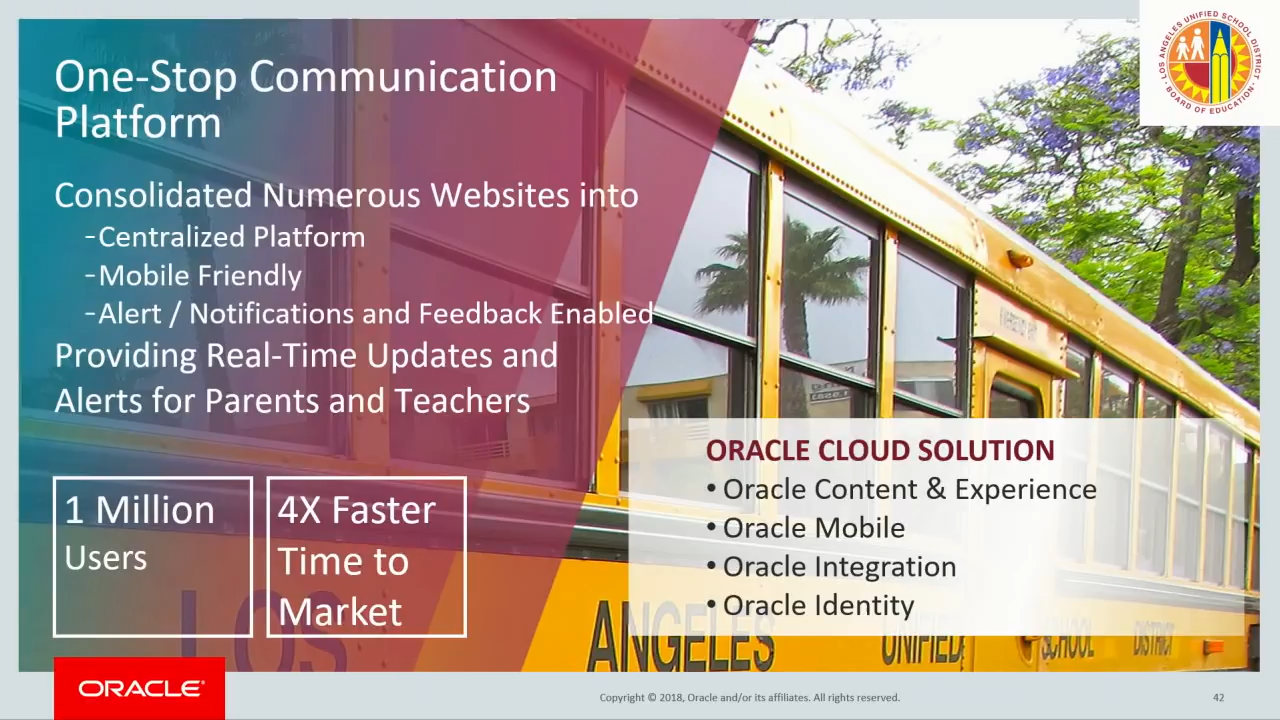 One-Stop Communication
Platform
LOS ANGELES UNIFIED SCHOOL DISTRICT
BOARD OF EDUCATION
Consolidated Numerous Websites into
-Centralized Platform
-Mobile Friendly
-Alert / Notifications and Feedback Enabled
Providing Real-Time Updates and
Alerts for Parents and Teachers
1 Million
Users
4X Faster
Time to
Market
ORACLE CLOUD SOLUTION
• Oracle Content & Experience
• Oracle Mobile
• Oracle Integration
• Oracle Identity
LOS ANGELES UNIFIED SCHOOL DISTRICT
ORACLE®
Copyright © 2018, Oracle and/or its affiliates. All rights reserved.
42